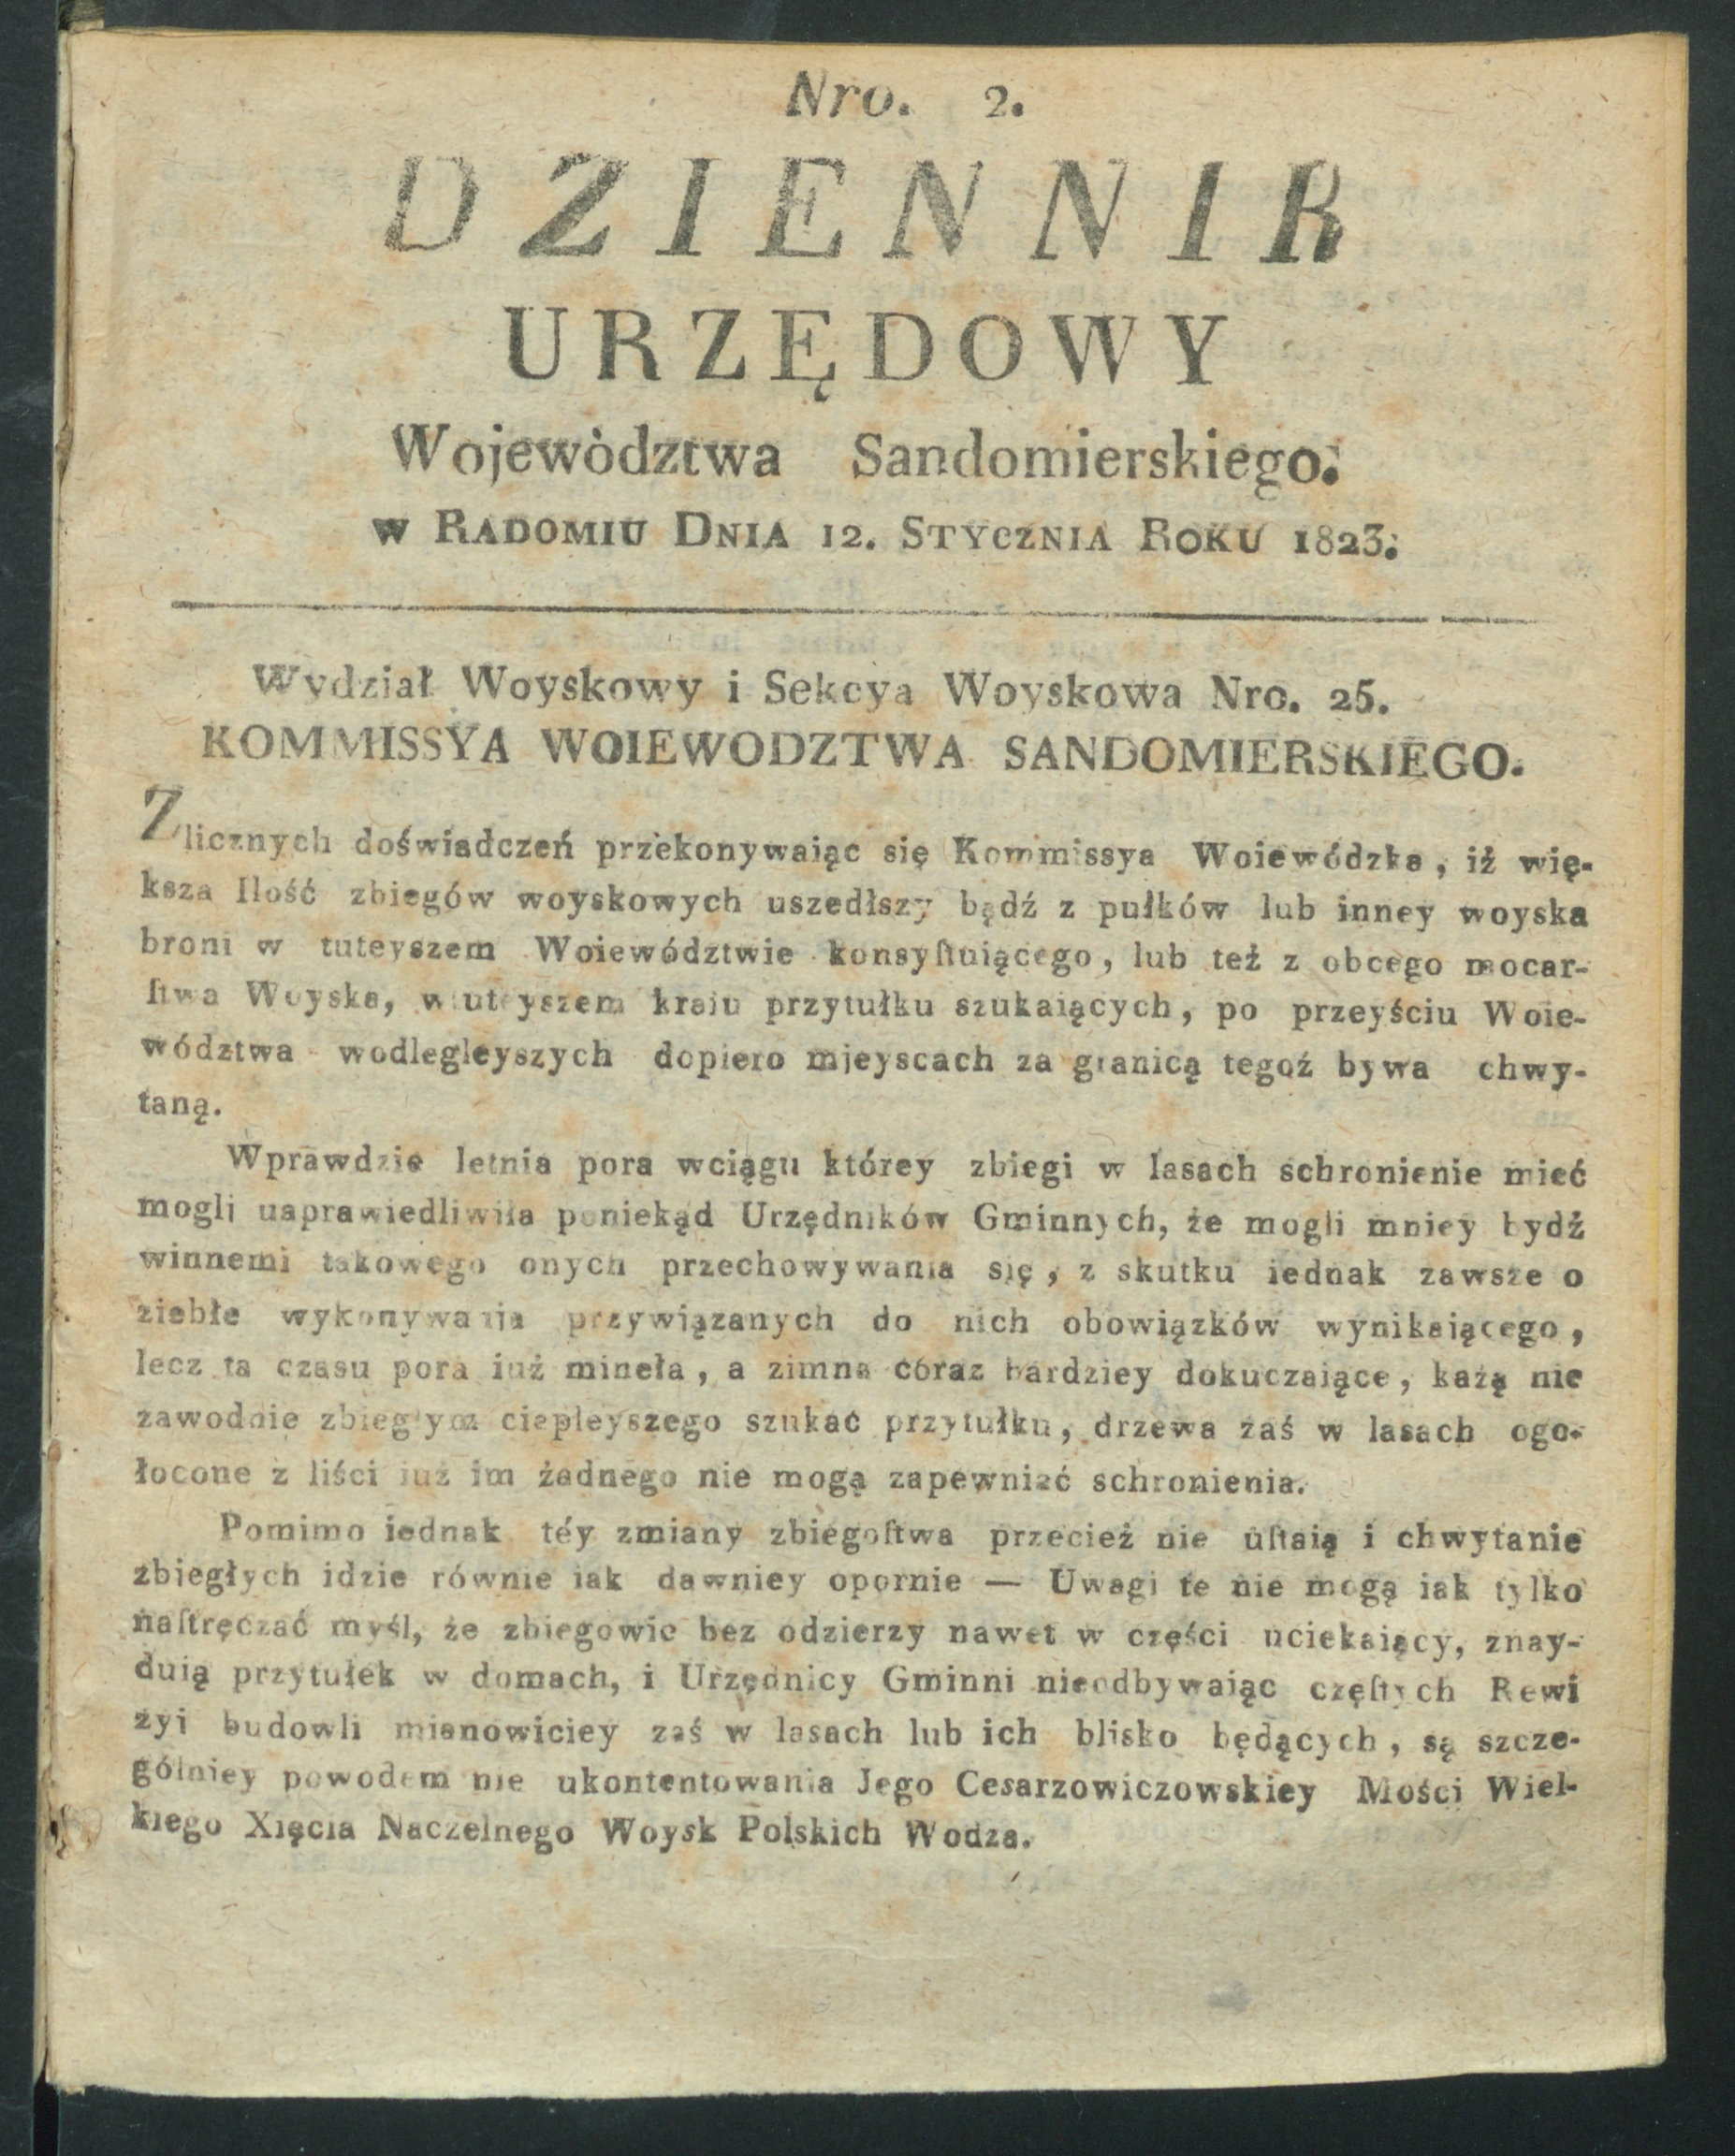 Nro. 2.
DZIENNIK
URZĘDOWY
Wojewòdztwa Sandomierskiego.
w Radomiu Dnia 12. Stycznia Roku 1823.
Wydział Woyskowy i Sekcya Woyskowa Nro. 25.
KOMMISSYA WOIEWODZTWA SANDOMIERSKIEGO.
Z licznych doświadczeń przekonywaiąc się Kommissya Woiewódzka, iż wię-
ksza Ilość zbiegów woyskowych uszedłszy bądź z pułków lub inney woyska
broni w tuteyszem Woiewództwie konsyſtuiącego, lub też z obcego mocar-
ſtwa Woyska, wtuteyszem kraiu przytułku szukaiących, po przeyściu Woie-
wództwa wodlegleyszych dopiero mieyscach za granicą tegoż bywa chwy-
taną.
Wprawdzie letnia pora wciągu którey zbiegi w lasach schronienie mieć
mogli usprawiedliwiła poniekąd Urzędników Gminnych, że mogli mniey bydź
winnemi takowego onych przechowywania się, z skutku iednak zawsze o
ziebłe wykonywania przywiązanych do nich obowiązków wynikaiącego,
lecz ta czasu pora iuż mineła, a zimna coraz bardziey dokuczaiące, każą nie
zawodnie zbiegłym ciepleyszego szukać przytułku, drzewa zaś w lasach ogo-
łocone z liści iuż im żadnego nie mogą zapewniać schronienia.
Pomimo iednak téy zmiany zbiegoſtwa przecież nie uſtaią i chwytanie
zbiegłych idzie równie iak dawniey opornie — Uwagi te nie mogą iak tylko
naſtręczać myśl, że zbiegowie bez odzierzy nawet w części uciekaiący, znay-
duią przytułek w domach, i Urzędnicy Gminni nieodbywaiąc częſtych Rewi
zyi budowli mianowiciey zaś w lasach lub ich blisko będących, są szcze-
gólniey powodem nie ukontentowania Jego Cesarzowiczowskiey Mości Wiel-
kiego Xięcia Naczelnego Woysk Polskich Wodza.